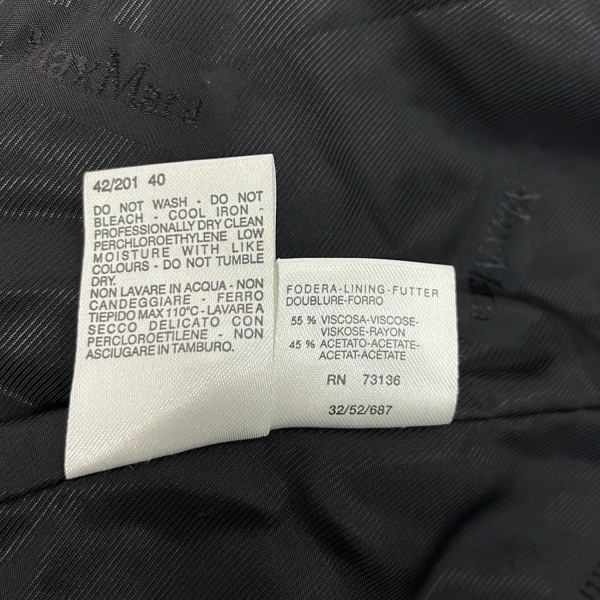 MaxMara
42/201 40
DO NOT WASH - DO NOT
BLEACH - COOL IRON -
PROFESSIONALLY DRY CLEAN
PERCHLOROETHYLENE LOW
MOISTURE WITH LIKE
COLOURS - DO NOT TUMBLE
DRY.
NON LAVARE IN ACQUA - NON
CANDEGGIARE - FERRO
TIEPIDO MAX 110°C - LAVARE A
SECCO DELICATO CON
PERCLOROETILENE - NON
ASCIUGARE IN TAMBURO.
FODERA-LINING-FUTTER
DOUBLURE-FORRO
55 % VISCOSA-VISCOSE-
VISKOSE-RAYON
45 % ACETATO-ACETATE-
ACETAT-ACÉTATE
RN 73136
32/52/687
MaxMara